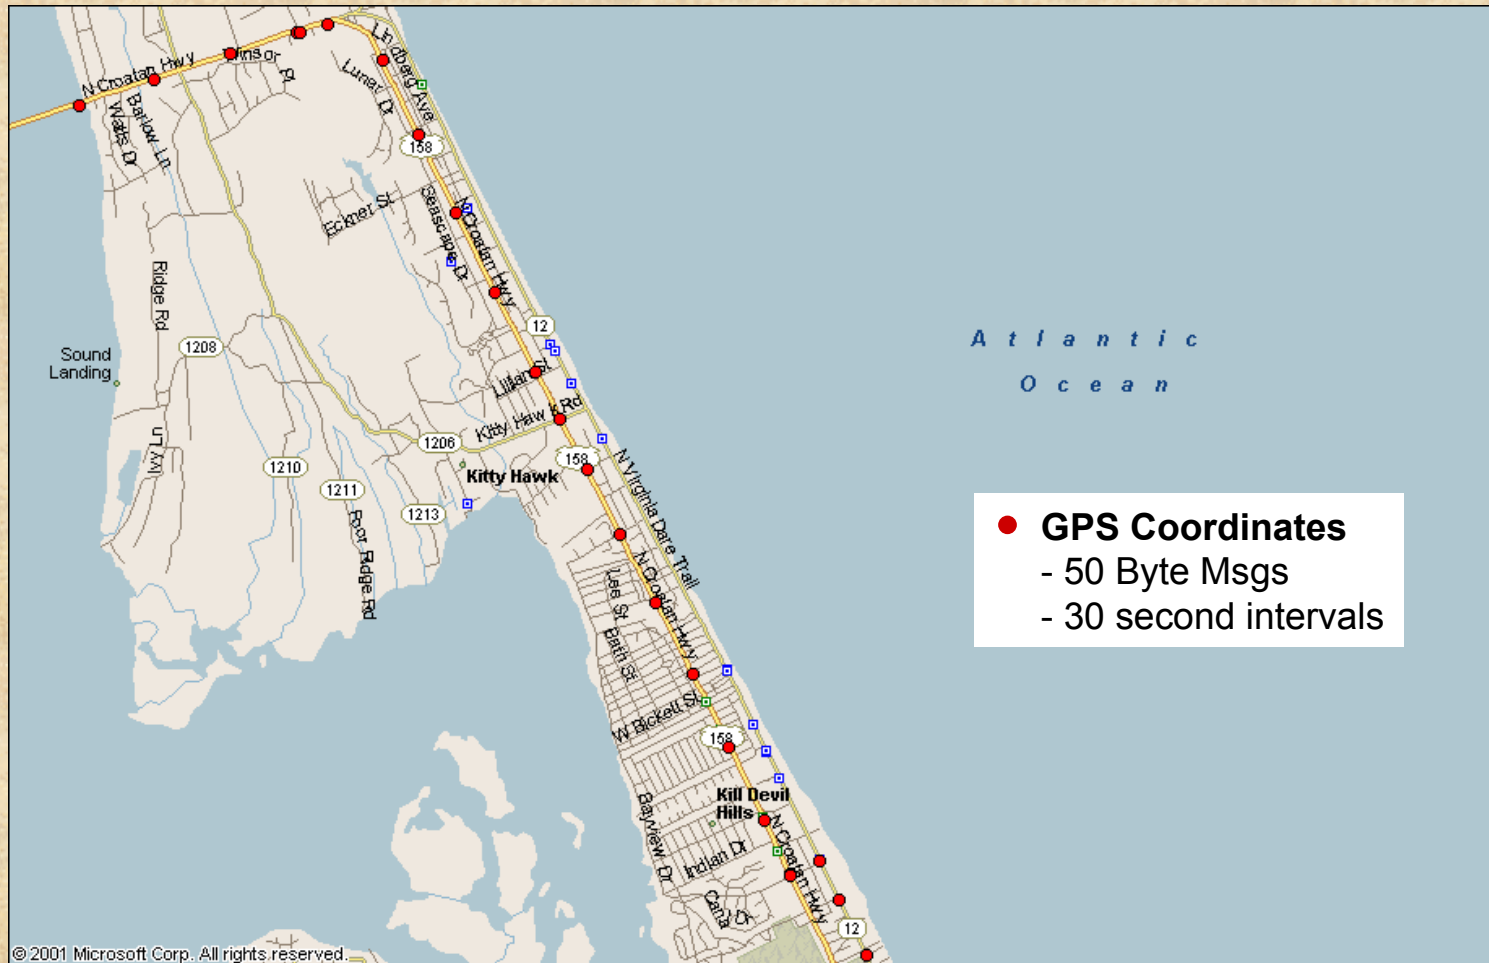 Lindberg Ave
N Croatan Hwy
Winsor Pl
Lunar Dr
Watts Dr
Barlow Ln
158
Eckner St
Seascape Dr
N Croatan Hwy
Ridge Rd
12
1208
Sound
Landing
Lillian St
Kitty Hawk Rd
1206
158
Ivy Ln
1210
Kitty Hawk
1211
1213
Poor Ridge Rd
N Virginia Dare Trail
Atlantic
Ocean
GPS Coordinates
- 50 Byte Msgs
- 30 second intervals
Lee St
N Croatan Hwy
Bath St
W Bickett St
158
Kill Devil
Hills
Bayview Dr
Indian Dr
N Croatan Hwy
Canal Dr
12
© 2001 Microsoft Corp. All rights reserved.